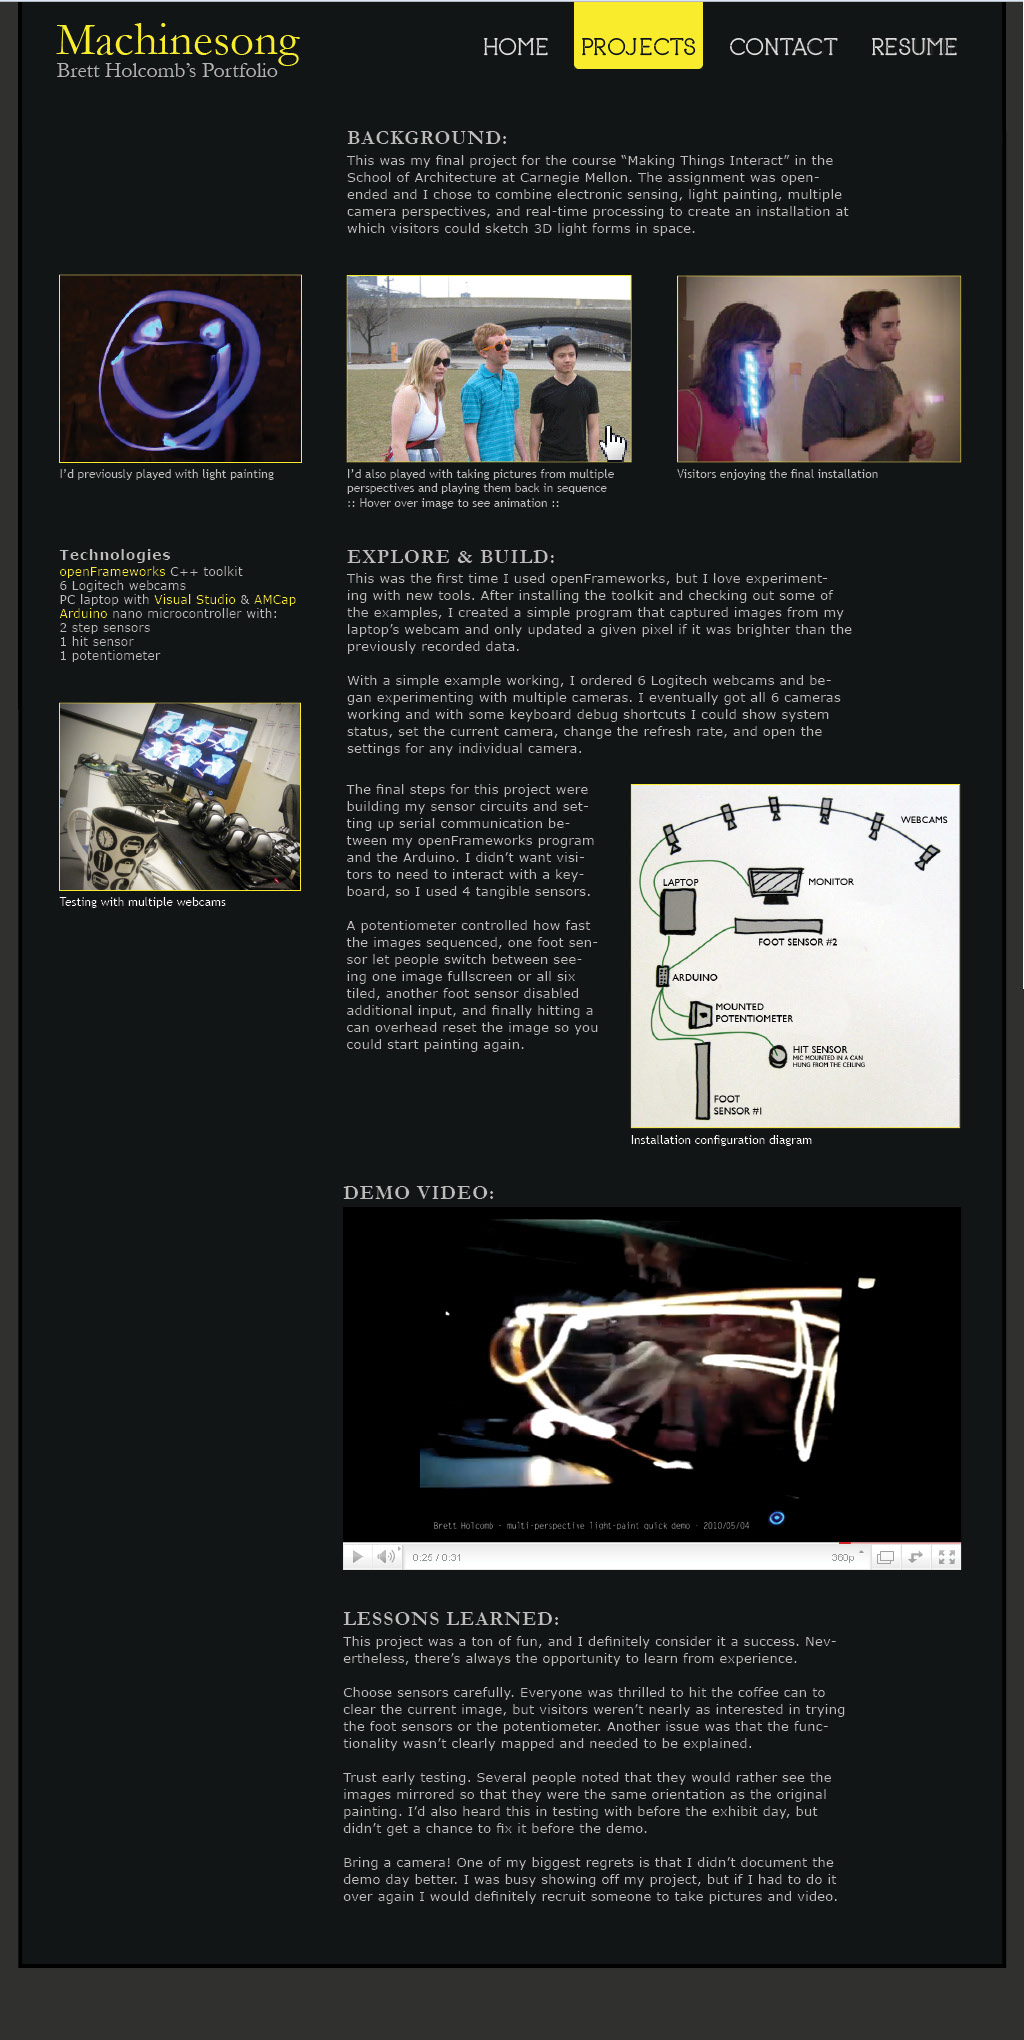 Machinesong
Brett Holcomb's Portfolio
HOME PROJECTS CONTACT RESUME
BACKGROUND:
This was my final project for the course “Making Things Interact” in the
School of Architecture at Carnegie Mellon. The assignment was open-
ended and I chose to combine electronic sensing, light painting, multiple
camera perspectives, and real-time processing to create an installation at
which visitors could sketch 3D light forms in space.
I'd previously played with light painting
I'd also played with taking pictures from multiple
perspectives and playing them back in sequence
:: Hover over image to see animation ::
Visitors enjoying the final installation
Technologies
openFrameworks C++ toolkit
6 Logitech webcams
PC laptop with Visual Studio & AMCap
Arduino nano microcontroller with:
2 step sensors
1 hit sensor
1 potentiometer
Testing with multiple webcams
EXPLORE & BUILD:
This was the first time I used openFrameworks, but I love experiment-
ing with new tools. After installing the toolkit and checking out some of
the examples, I created a simple program that captured images from my
laptop's webcam and only updated a given pixel if it was brighter than the
previously recorded data.
With a simple example working, I ordered 6 Logitech webcams and be-
gan experimenting with multiple cameras. I eventually got all 6 cameras
working and with some keyboard debug shortcuts I could show system
status, set the current camera, change the refresh rate, and open the
settings for any individual camera.
The final steps for this project were
building my sensor circuits and set-
ting up serial communication be-
tween my openFrameworks program
and the Arduino. I didn't want visi-
tors to need to interact with a key-
board, so I used 4 tangible sensors.
A potentiometer controlled how fast
the images sequenced, one foot sen-
sor let people switch between see-
ing one image fullscreen or all six
tiled, another foot sensor disabled
additional input, and finally hitting a
can overhead reset the image so you
could start painting again.
WEBCAMS
LAPTOP
MONITOR
FOOT SENSOR #2
ARDUINO
MOUNTED
POTENTIOMETER
HIT SENSOR
MIC MOUNTED IN A CAN
HUNG FROM THE CEILING
FOOT
SENSOR #1
Installation configuration diagram
DEMO VIDEO:
Brett Holcomb - multi-perspective light-paint quick demo - 2010/05/04
0:25 / 0:31
360p
LESSONS LEARNED:
This project was a ton of fun, and I definitely consider it a success. Nev-
ertheless, there's always the opportunity to learn from experience.
Choose sensors carefully. Everyone was thrilled to hit the coffee can to
clear the current image, but visitors weren't nearly as interested in trying
the foot sensors or the potentiometer. Another issue was that the func-
tionality wasn't clearly mapped and needed to be explained.
Trust early testing. Several people noted that they would rather see the
images mirrored so that they were the same orientation as the original
painting. I'd also heard this in testing with before the exhibit day, but
didn't get a chance to fix it before the demo.
Bring a camera! One of my biggest regrets is that I didn't document the
demo day better. I was busy showing off my project, but if I had to do it
over again I would definitely recruit someone to take pictures and video.